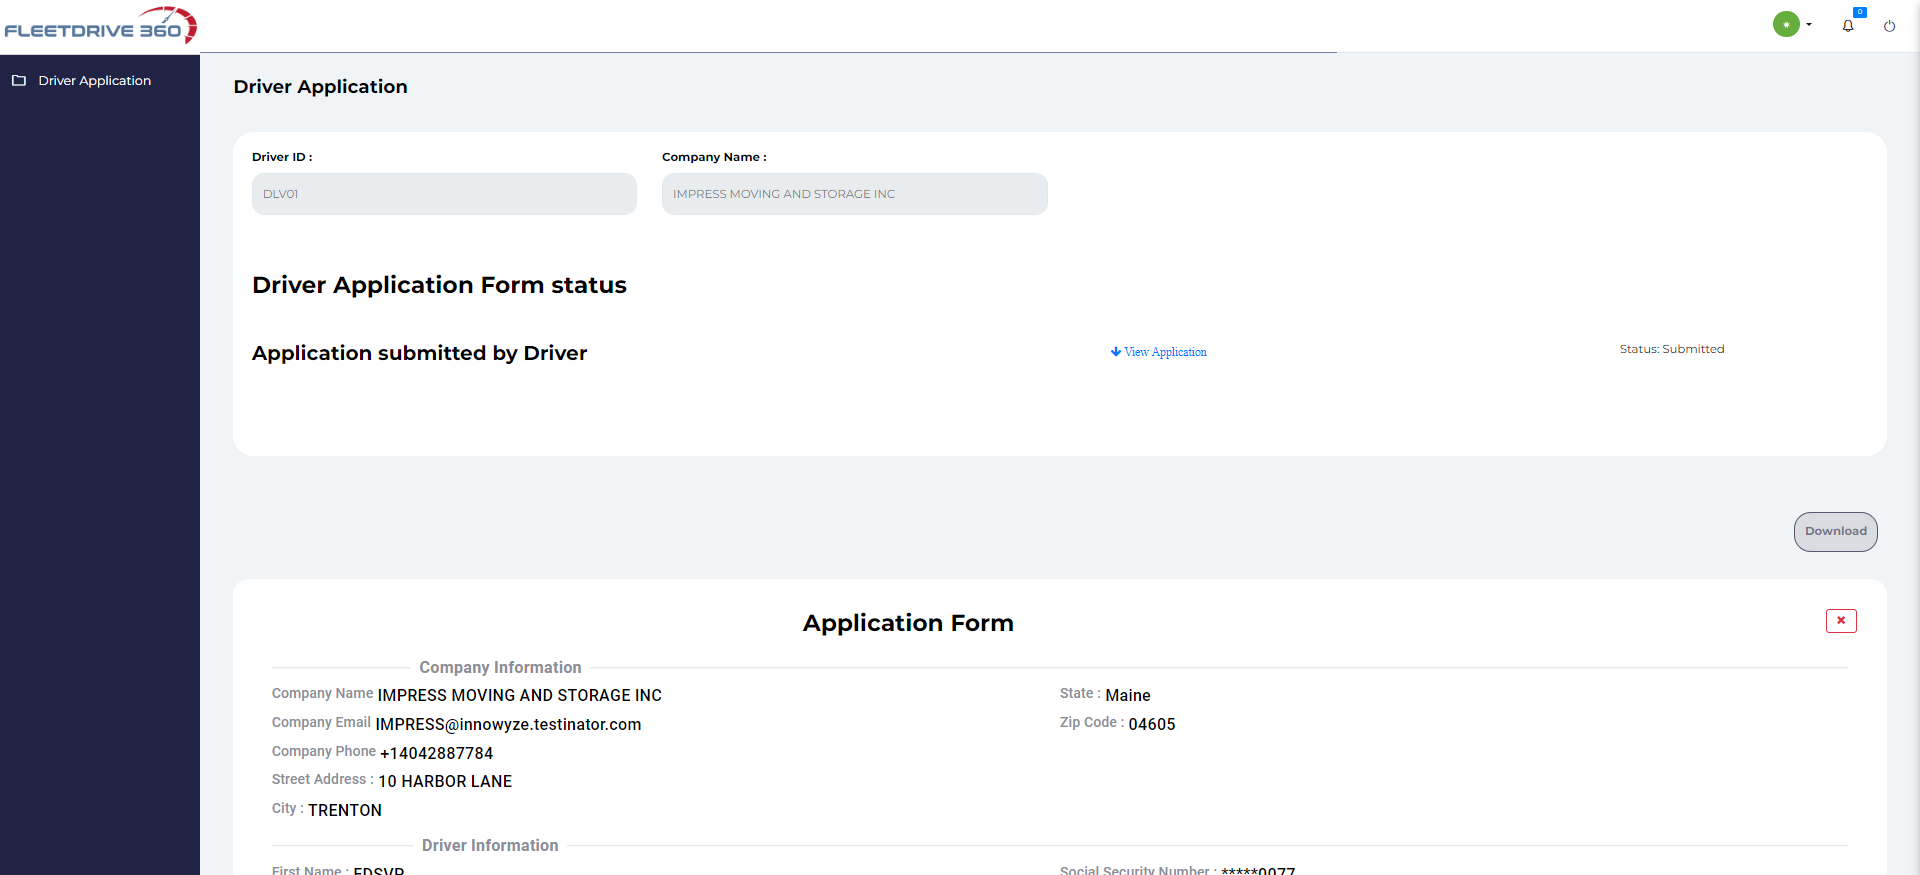 FLEETDRIVE 360
0
Driver Application
Driver Application
Driver ID :
Company Name :
DLV01
IMPRESS MOVING AND STORAGE INC
Driver Application Form status
Application submitted by Driver
View Application
Status: Submitted
Download
Application Form
Company Information
Company Name IMPRESS MOVING AND STORAGE INC
State : Maine
Company Email IMPRESS@innowyze.testinator.com
Zip Code : 04605
Company Phone +14042887784
Street Address : 10 HARBOR LANE
City : TRENTON
Driver Information
First Name : FDSVR
Social Security Number : *****0077